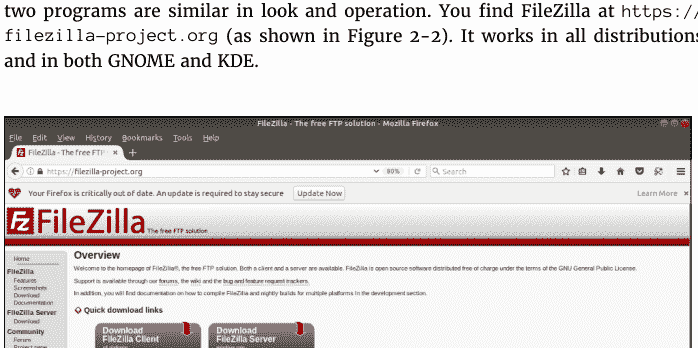 two programs are similar in look and operation. You find FileZilla at https:/
filezilla-project.org (as shown in Figure 2-2). It works in all distributions
and in both GNOME and KDE.
FileZilla - The free FTP solution - Mozilla Firefox
File Edit View History Bookmarks Tools Help
FileZilla - The free FTP × +
https://filezilla-project.org 80% Search
Your Firefox is critically out of date. An update is required to stay secure Update Now Learn More ×
FZ FileZilla The free FTP solution
Home
FileZilla
Features
Screenshots
Download
Documentation
FileZilla Server
Download
Community
Forum
Overview
Welcome to the homepage of FileZilla®, the free FTP solution. Both a client and a server are available. FileZilla is open source software distributed free of charge under the terms of the GNU General Public License.
Support is available through our forums, the wiki and the bug and feature request trackers.
In addition, you will find documentation on how to compile FileZilla and nightly builds for multiple platforms in the development section.
Quick download links
Download
FileZilla Client
Download
FileZilla Server